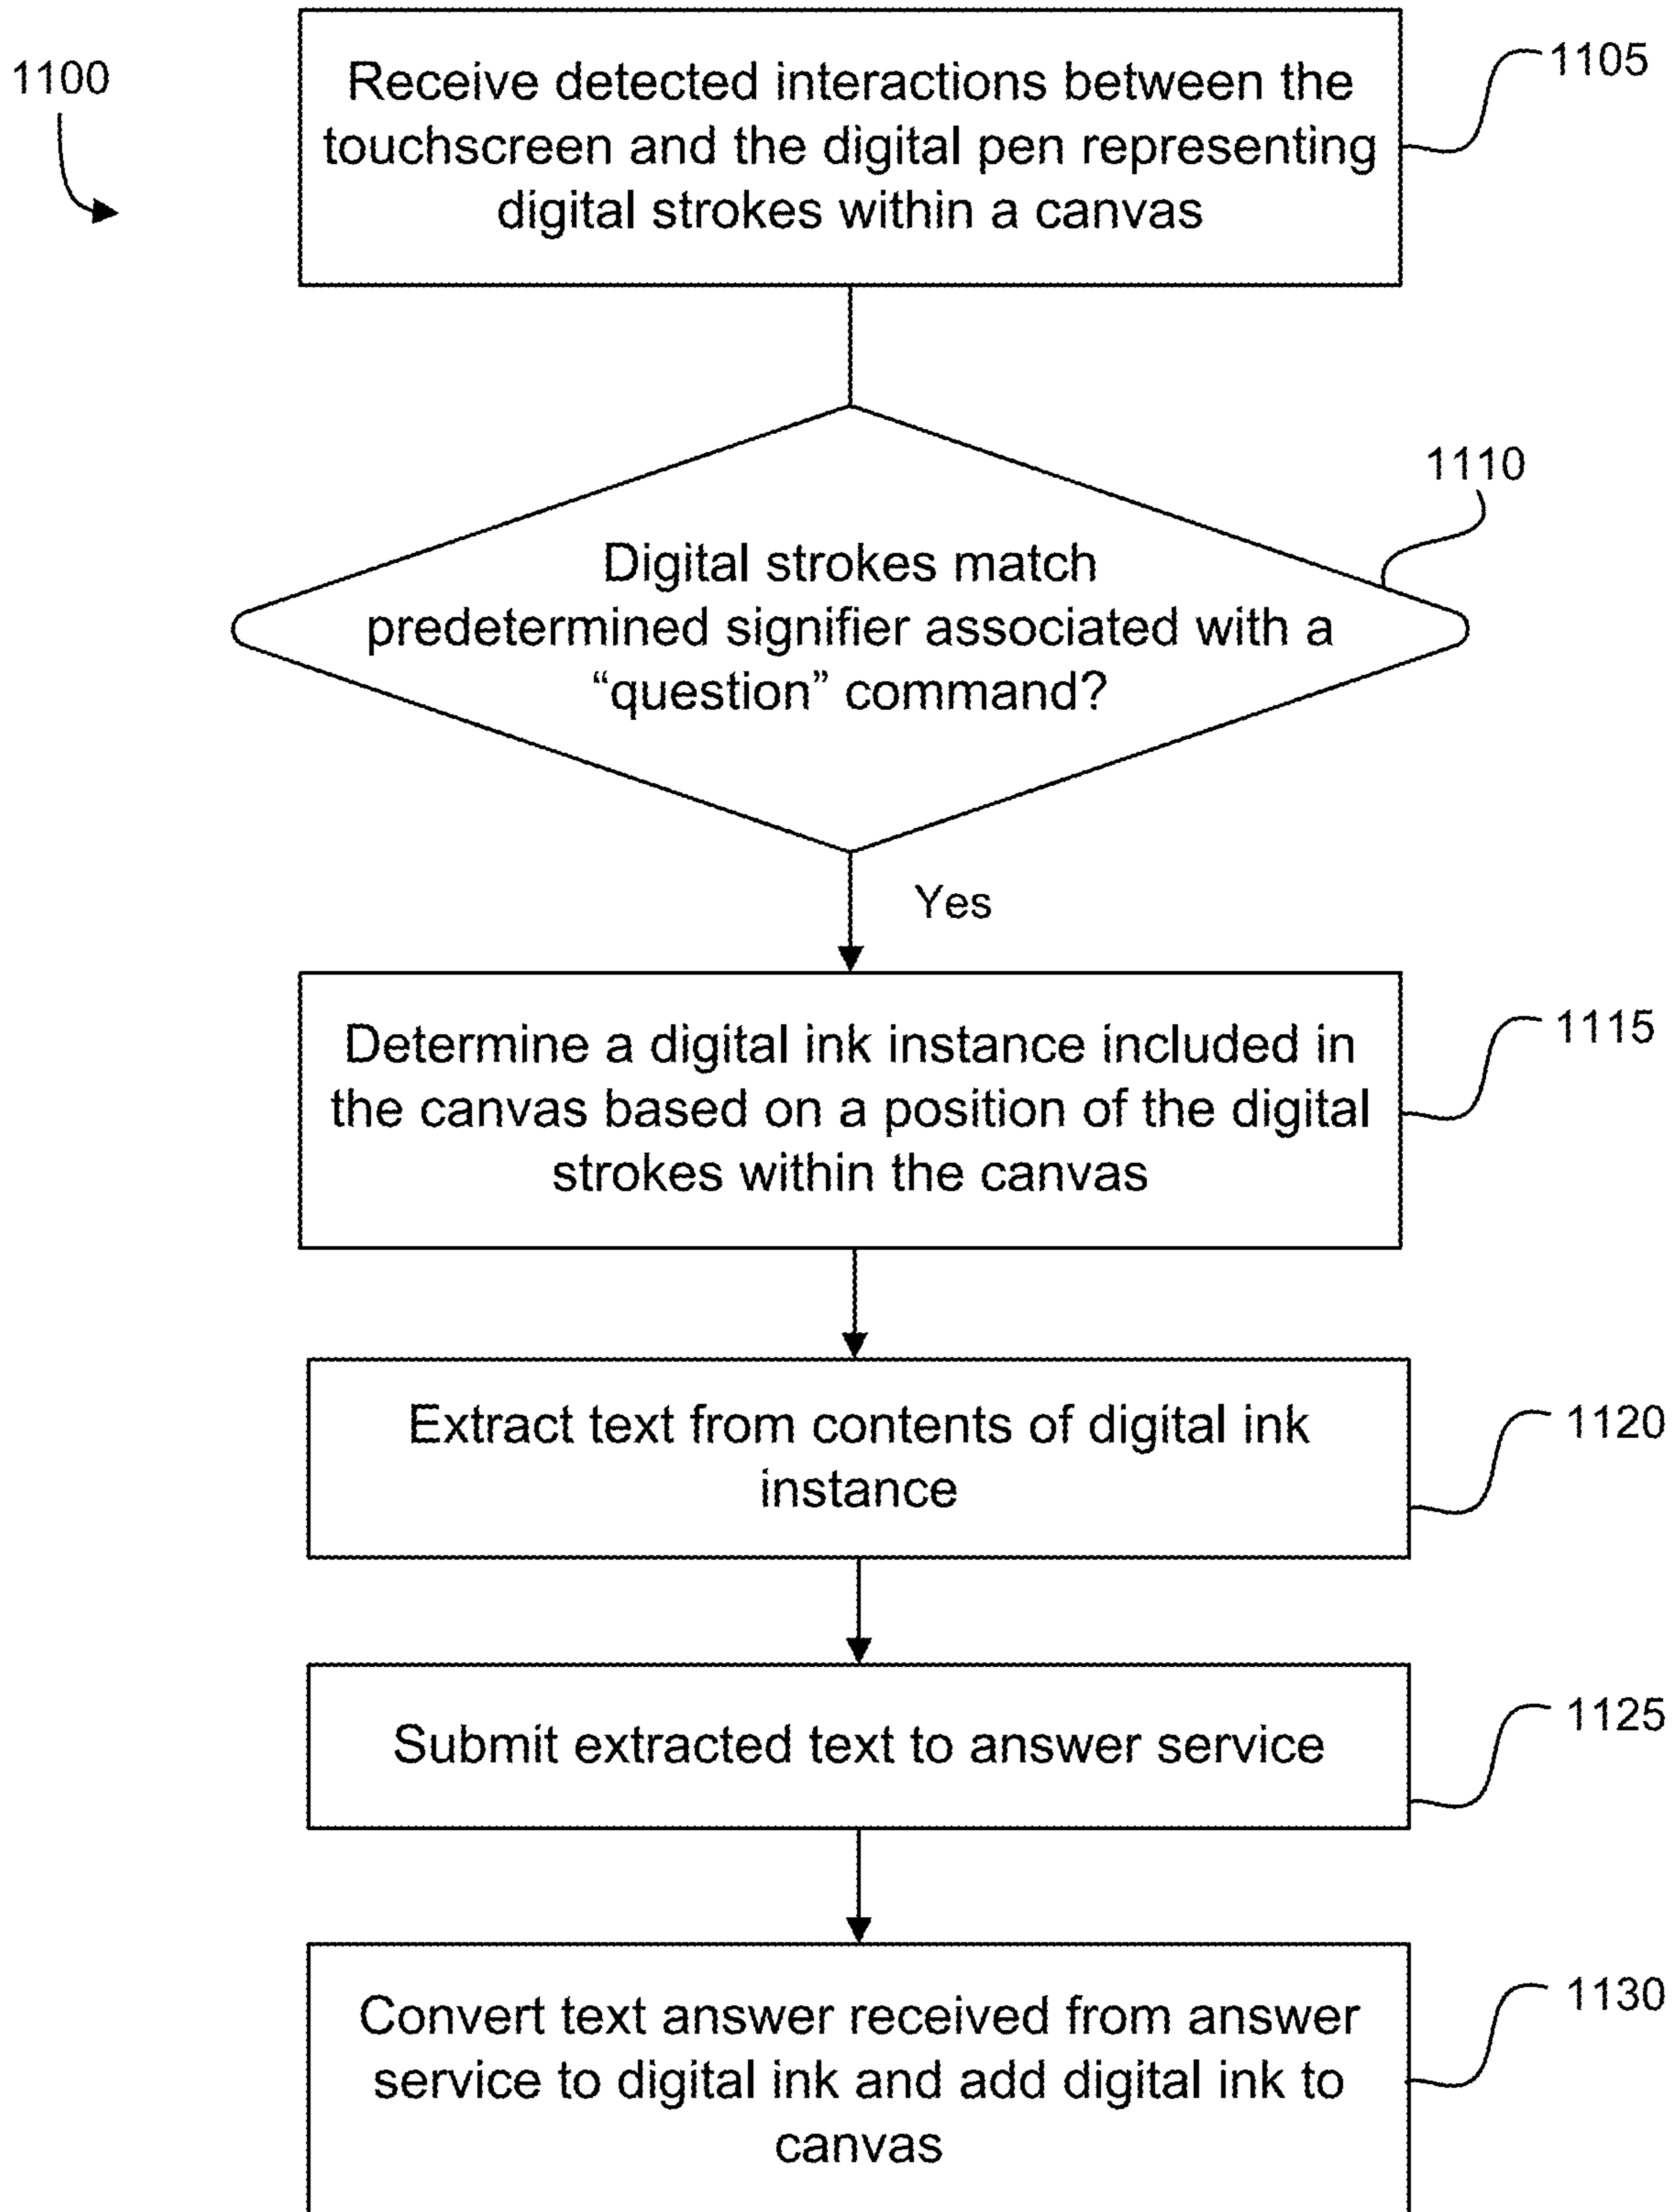 1100
Receive detected interactions between the
touchscreen and the digital pen representing
digital strokes within a canvas
1105
Digital strokes match
predetermined signifier associated with a
“question” command?
1110
Yes
Determine a digital ink instance included in
the canvas based on a position of the digital
strokes within the canvas
1115
Extract text from contents of digital ink
instance
1120
Submit extracted text to answer service
1125
Convert text answer received from answer
service to digital ink and add digital ink to
canvas
1130